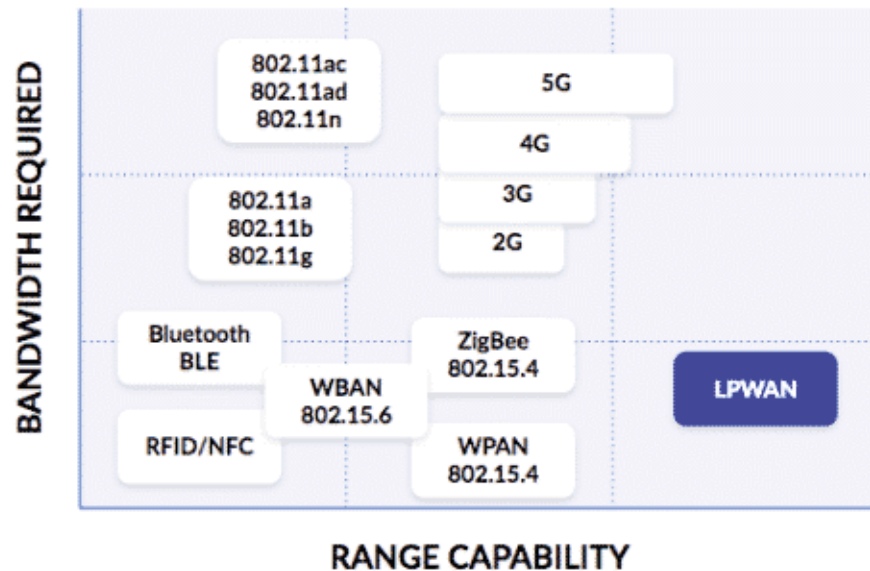 BANDWIDTH REQUIRED
802.11ac
802.11ad
802.11n
5G
4G
3G
2G
802.11a
802.11b
802.11g
Bluetooth
BLE
ZigBee
802.15.4
WBAN
802.15.6
LPWAN
RFID/NFC
WPAN
802.15.4
RANGE CAPABILITY